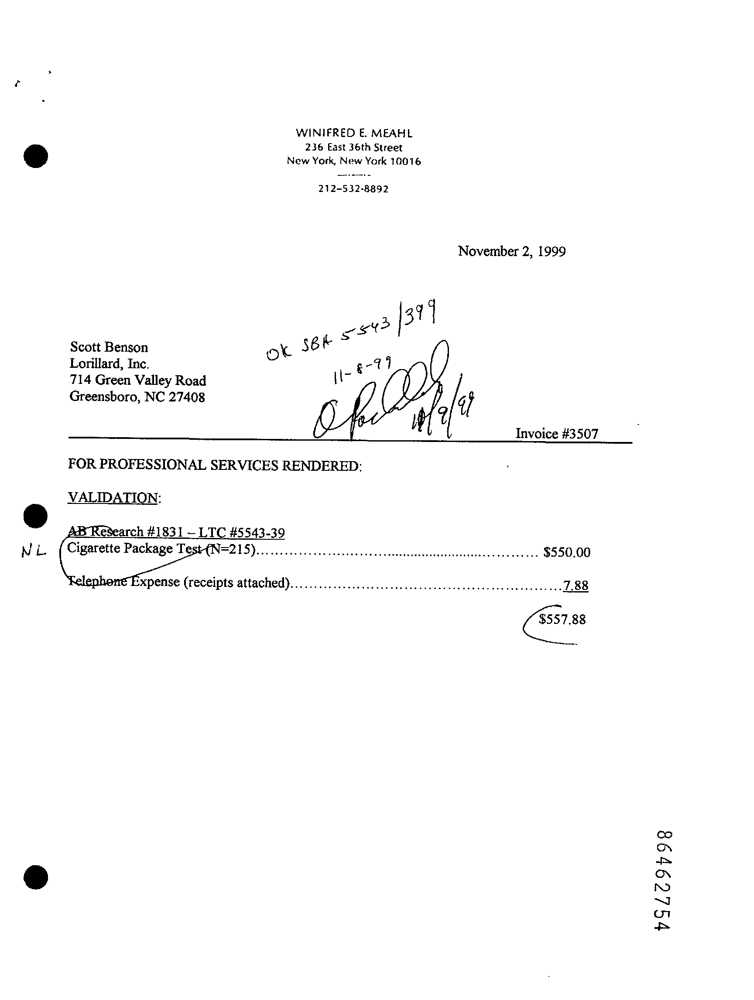 WINIFRED E. MEAHL
236 East 36th Street
New York, New York 10016
212-532-8892
November 2, 1999
OK SBA 5543/399
11-8-99
Scott Benson
Lorillard, Inc.
714 Green Valley Road
Greensboro, NC 27408
11/9/99
Invoice #3507
FOR PROFESSIONAL SERVICES RENDERED:
VALIDATION:
AB Research #1831 – LTC #5543-39
NL Cigarette Package Test (N=215)........................................................... $550.00
Telephone Expense (receipts attached)........................................................7.88
$557.88
86462754